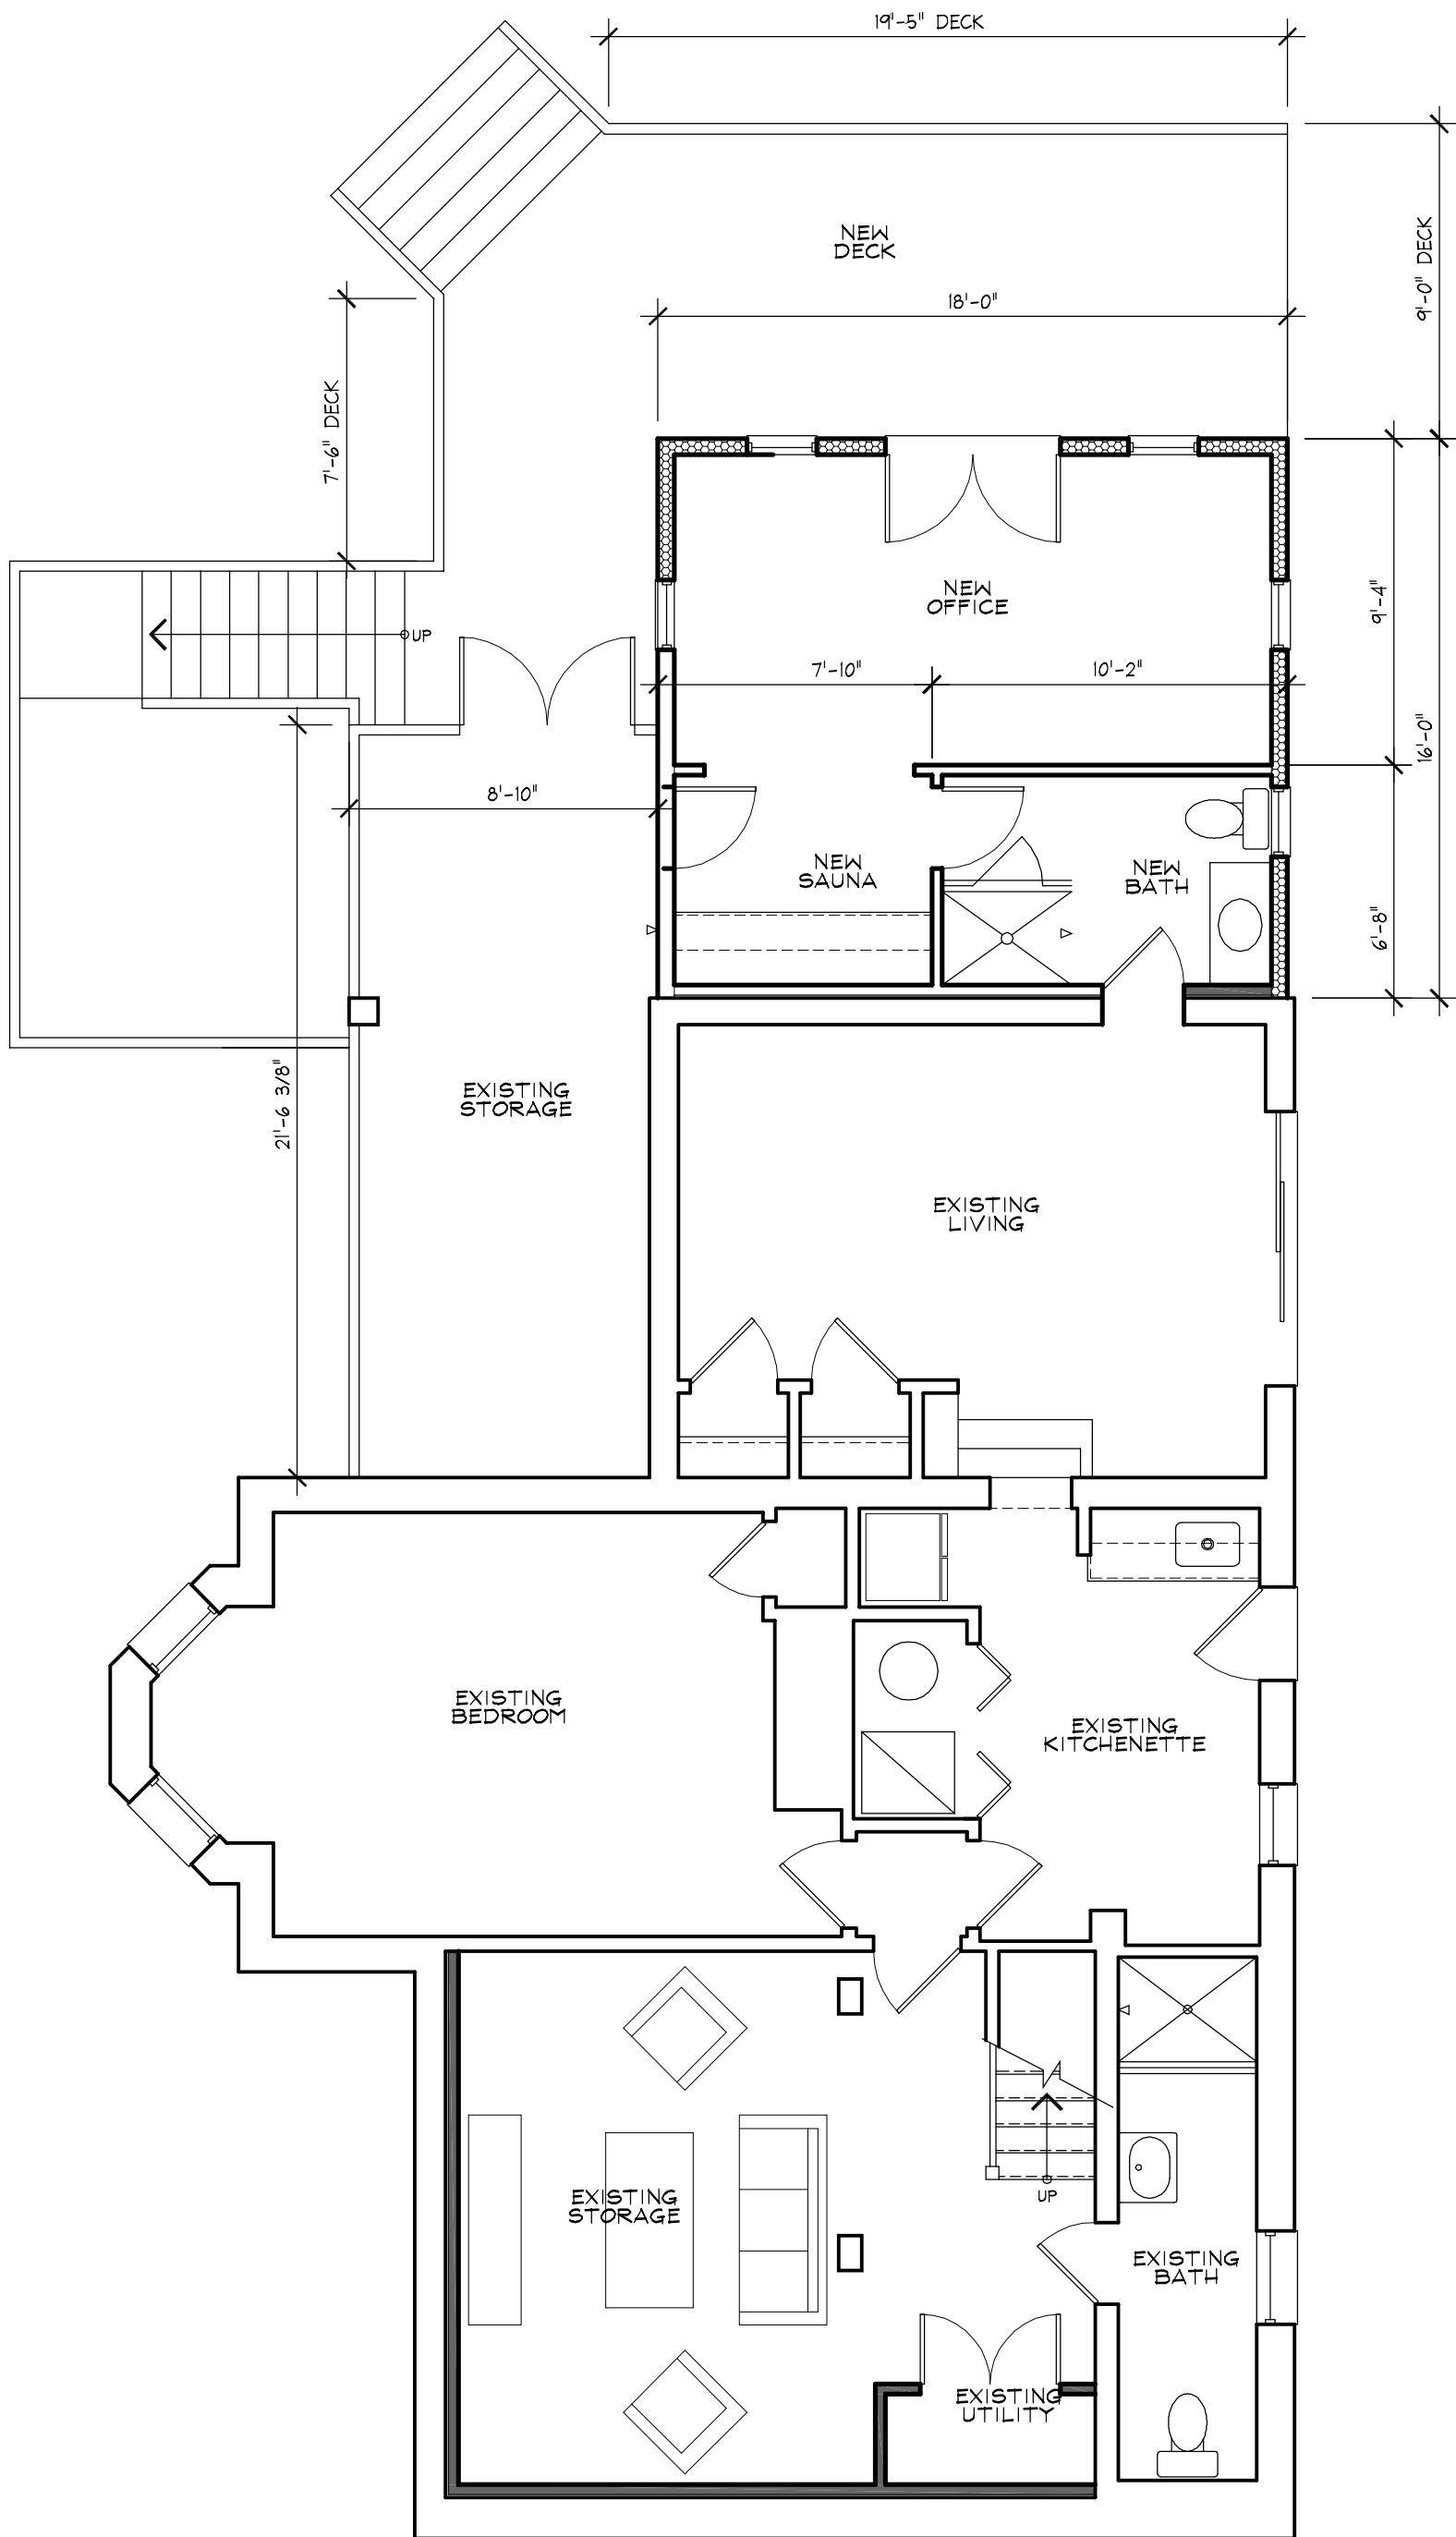 19'-5" DECK
NEW
DECK
9'-0" DECK
18'-0"
7'-6" DECK
NEW
OFFICE
9'-4"
UP
7'-10"
10'-2"
16'-0"
8'-10"
NEW
SAUNA
NEW
BATH
6'-8"
EXISTING
STORAGE
21'-6 3/8"
EXISTING
LIVING
EXISTING
BEDROOM
EXISTING
KITCHENETTE
UP
EXISTING
STORAGE
EXISTING
BATH
EXISTING
UTILITY